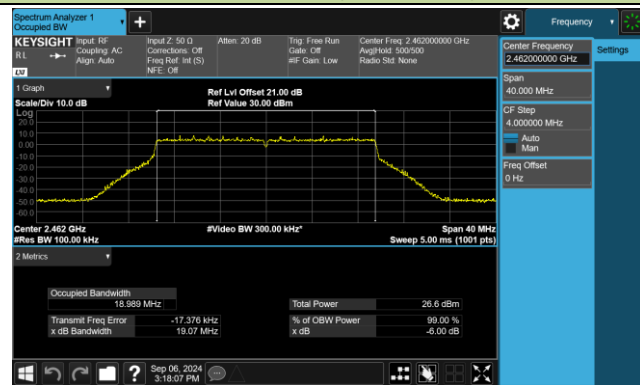 Spectrum Analyzer 1
Occupied BW
+
Frequency
KEYSIGHT
Input: RF
Coupling: AC
Align: Auto
Input Z: 50 Ω
Corrections: Off
Freq Ref: Int (S)
NFE: Off
Atten: 20 dB
Trig: Free Run
Gate: Off
#IF Gain: Low
Center Freq: 2.462000000 GHz
Avg|Hold: 500/500
Radio Std: None
R L
LXI
Center Frequency
2.462000000 GHz
Settings
Span
40.000 MHz
CF Step
4.000000 MHz
Auto
Man
Freq Offset
0 Hz
1 Graph
Scale/Div 10.0 dB
Ref Lvl Offset 21.00 dB
Ref Value 30.00 dBm
Log
20.0
10.0
0.00
-10.0
-20.0
-30.0
-40.0
-50.0
-60.0
Center 2.462 GHz
#Video BW 300.00 kHz*
Span 40 MHz
#Res BW 100.00 kHz
Sweep 5.00 ms (1001 pts)
2 Metrics
Occupied Bandwidth
18.989 MHz
Total Power 26.6 dBm
Transmit Freq Error -17.376 kHz
% of OBW Power 99.00 %
x dB Bandwidth 19.07 MHz
x dB -6.00 dB
?
Sep 06, 2024
3:18:07 PM